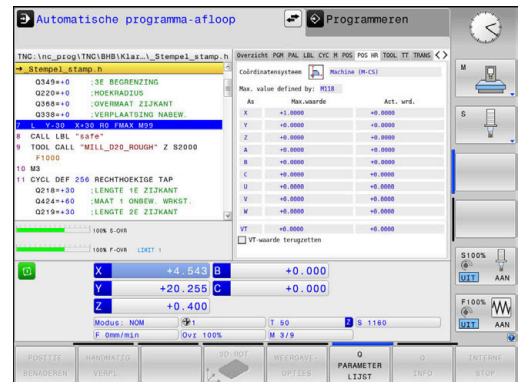 Automatische programma-afloop
Programmeren
TNC:\nc_prog\TNC\BHB\Klar…\_Stempel_stamp.h
→_Stempel_stamp.h
Q349=+0 ;3E BEGRENZING
Q220=+0 ;HOEKRADIUS
Q368=+0 ;OVERMAAT ZIJKANT
Q338=+0 ;VERPLAATSING NABEW.
7 L Y-30 X+30 R0 FMAX M99
8 CALL LBL "safe"
9 TOOL CALL "MILL_D20_ROUGH" Z S2000
F1000
10 M3
11 CYCL DEF 256 RECHTHOEKIGE TAP
Q218=+30 ;LENGTE 1E ZIJKANT
Q424=+60 ;MAAT 1 ONBEW. WRKST.
Q219=+30 ;LENGTE 2E ZIJKANT
100% S-OVR
100% F-OVR LIMIT 1
Overzicht PGM PAL LBL CYC M POS POS HR TOOL TT TRANS
Coördinatensysteem Machine (M-CS)
Max. value defined by: M118
As Max.waarde Act. wrd.
X +1.0000 +0.0000
Y +0.0000 +0.0000
Z +0.0000 +0.0000
A +0.0000 +0.0000
B +0.0000 +0.0000
C +0.0000 +0.0000
U +0.0000 +0.0000
V +0.0000 +0.0000
W +0.0000 +0.0000
VT +0.0000 +0.0000
VT-waarde terugzetten
X +4.543 B +0.000
Y +20.255 C +0.000
Z +0.400
Modus: NOM 1 T 50 Z S 1160
F 0mm/min Ovr 100% M 3/9
M
S
S100%
UIT AAN
F100%
UIT AAN
POSITIE
BENADEREN
HANDMATIG
VERPL.
3D-ROT
WEERGAVE-
OPTIES
Q
PARAMETER
LIJST
Q
INFO
INTERNE
STOP